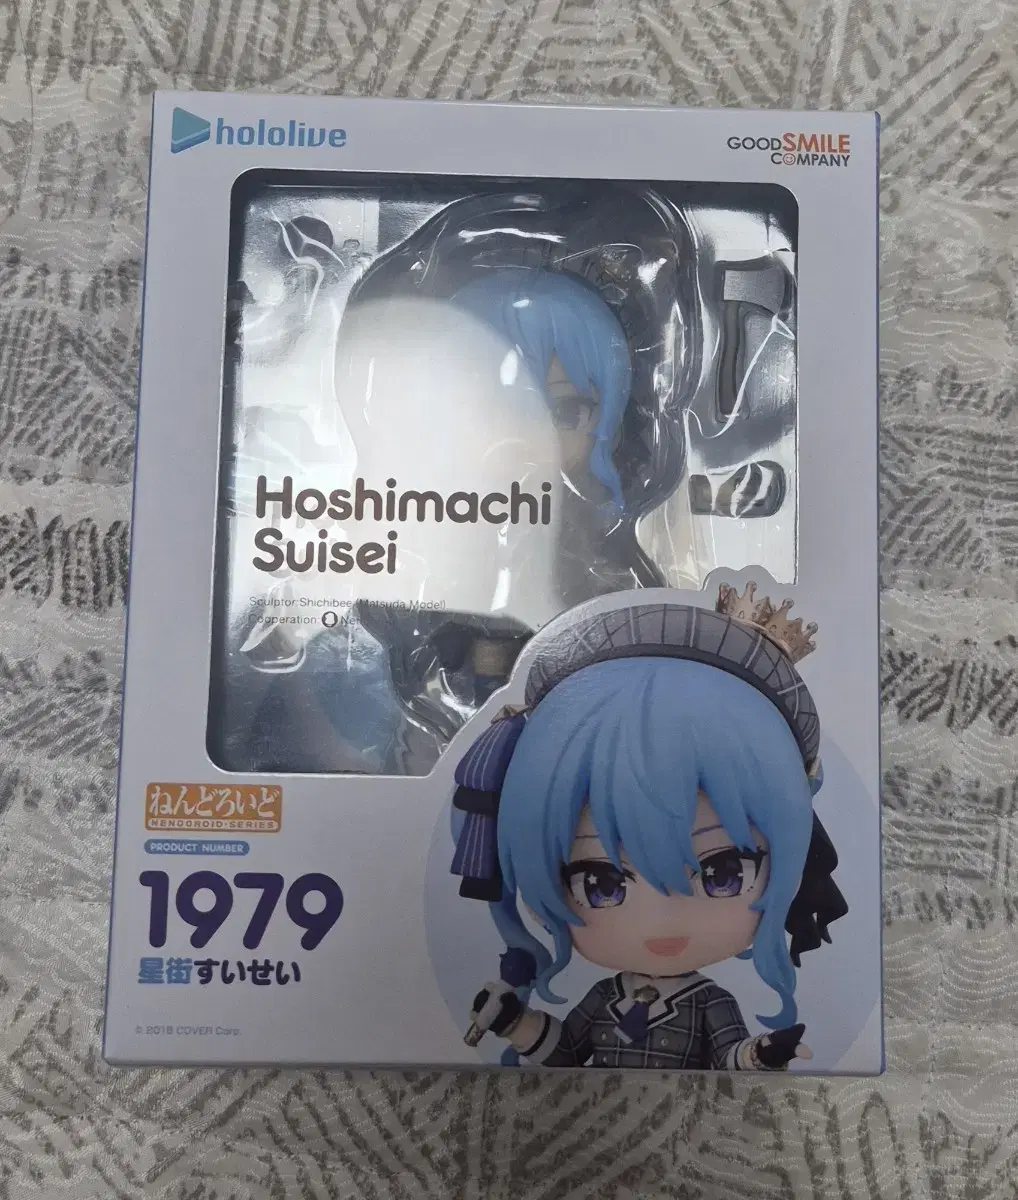 hololive
GOODSMILE
COMPANY
Hoshimachi
Suisei
Sculptor:Shichibee (Matsuda Model)
Cooperation:
ねんどろいど
NENDOROID·SERIES
PRODUCT NUMBER
1979
星街すいせい
© 2016 COVER Corp.